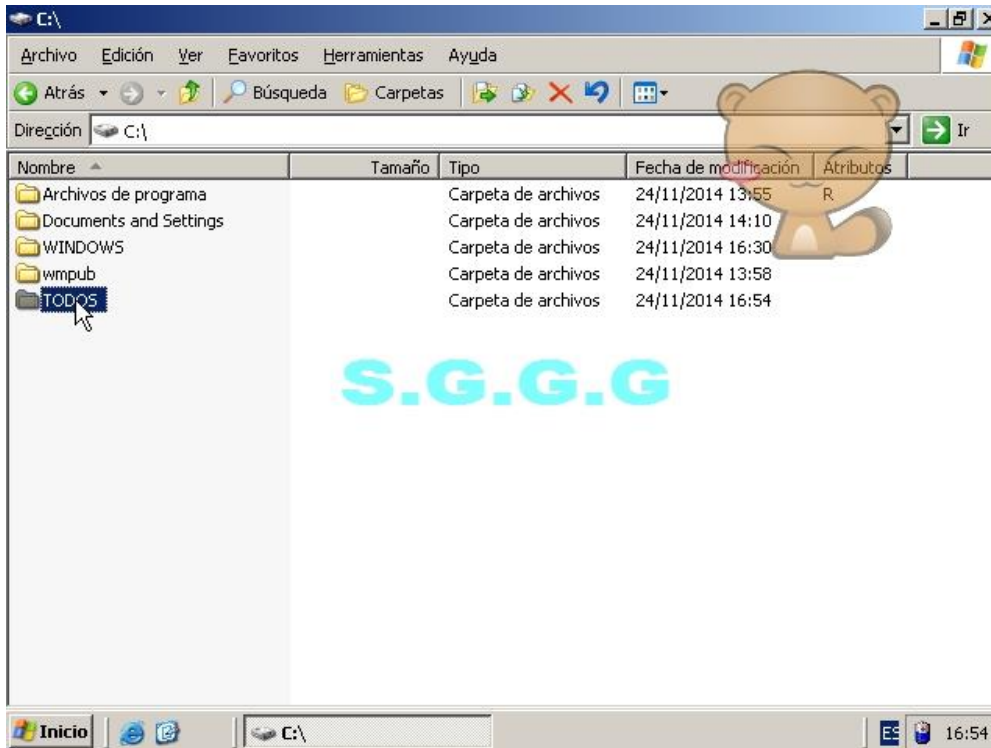 C:\
Archivo Edición Ver Favoritos Herramientas Ayuda
Atrás Búsqueda Carpetas
Dirección C:\ Ir
Nombre Tamaño Tipo Fecha de modificación Atributos
Archivos de programa Carpeta de archivos 24/11/2014 13:55 R
Documents and Settings Carpeta de archivos 24/11/2014 14:10
WINDOWS Carpeta de archivos 24/11/2014 16:30
wmpub Carpeta de archivos 24/11/2014 13:58
TODOS Carpeta de archivos 24/11/2014 16:54
S.G.G.G
Inicio C:\ ES 16:54